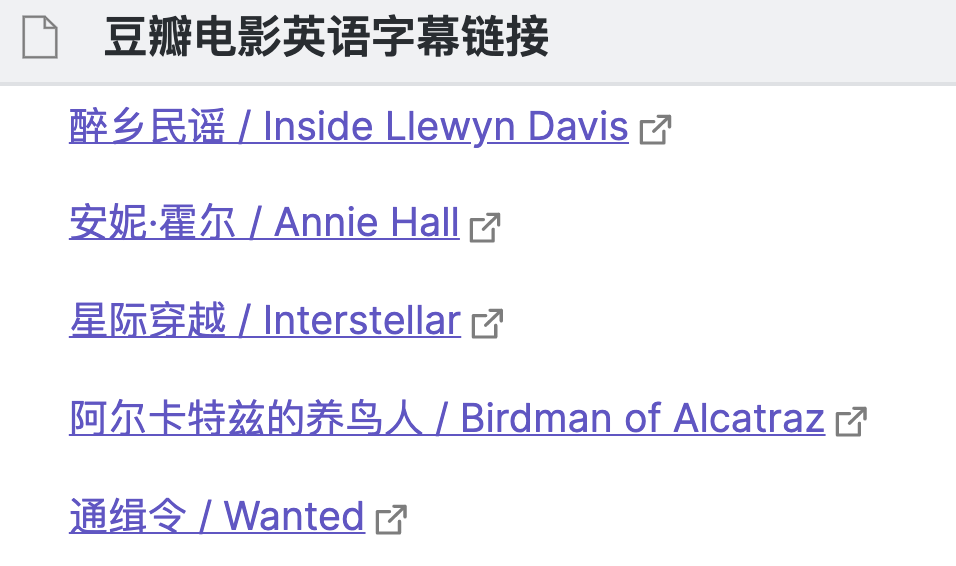 豆瓣电影英语字幕链接
醉乡民谣 / Inside Llewyn Davis
安妮·霍尔 / Annie Hall
星际穿越 / Interstellar
阿尔卡特兹的养鸟人 / Birdman of Alcatraz
通缉令 / Wanted